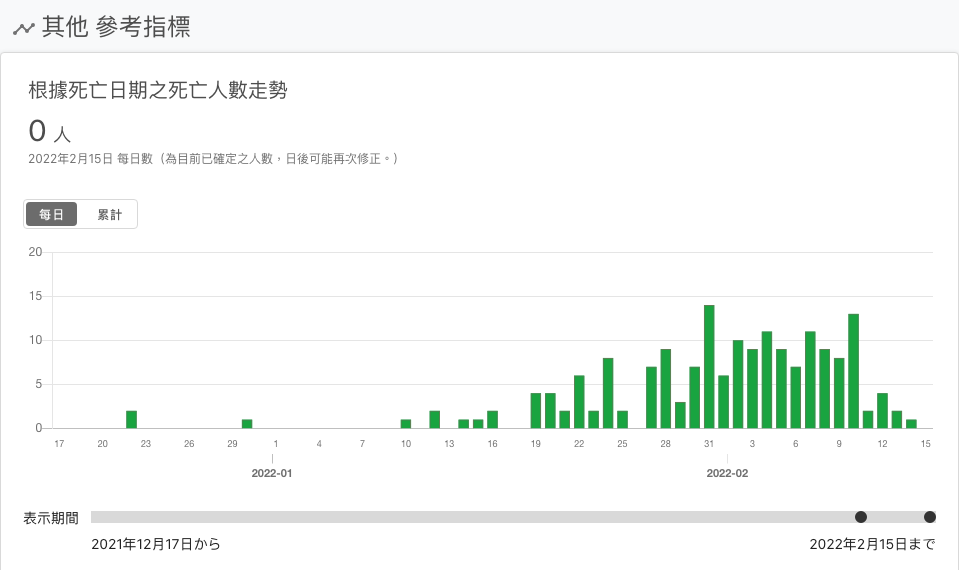 其他 參考指標
根據死亡日期之死亡人數走勢
0 人
2022年2月15日 每日數（為目前已確定之人數，日後可能再次修正。）
每日 累計
20
15
10
5
0
17 20 23 26 29 1 4 7 10 13 16 19 22 25 28 31 3 6 9 12 15
2022-01 2022-02
表示期間
2021年12月17日から 2022年2月15日まで